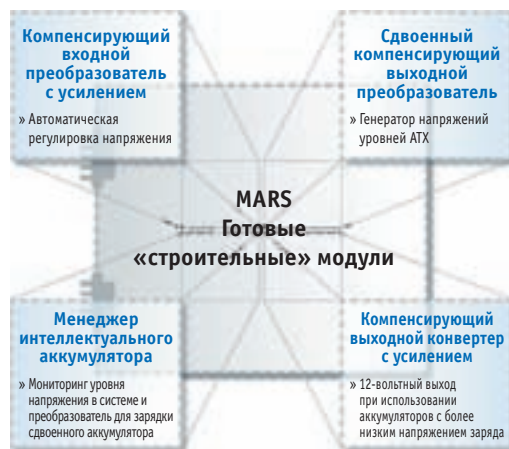 Компенсирующий
входной
преобразователь
с усилением
» Автоматическая
регулировка напряжения
Сдвоенный
компенсирующий
выходной
преобразователь
» Генератор напряжений
уровней ATX
MARS
Готовые
«строительные» модули
Менеджер
интеллектуального
аккумулятора
» Мониторинг уровня
напряжения в системе и
преобразователь для зарядки
сдвоенного аккумулятора
Компенсирующий
выходной конвертер
с усилением
» 12-вольтный выход
при использовании
аккумуляторов с более
низким напряжением заряда